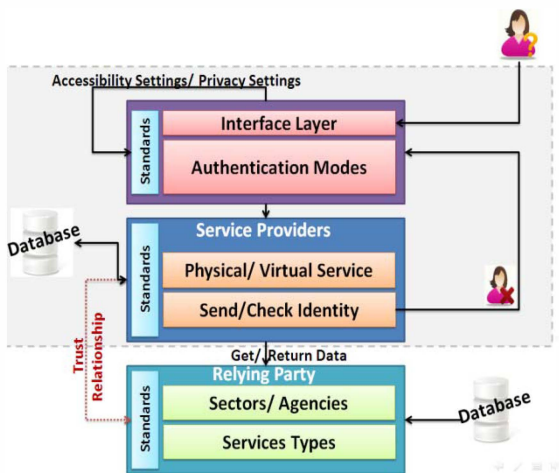 Accessibility Settings/ Privacy Settings
Standards
Interface Layer
Authentication Modes
Service Providers
Database
Standards
Physical/ Virtual Service
Send/Check Identity
Trust
Relationship
Get/ Return Data
Relying Party
Standards
Sectors/ Agencies
Services Types
Database